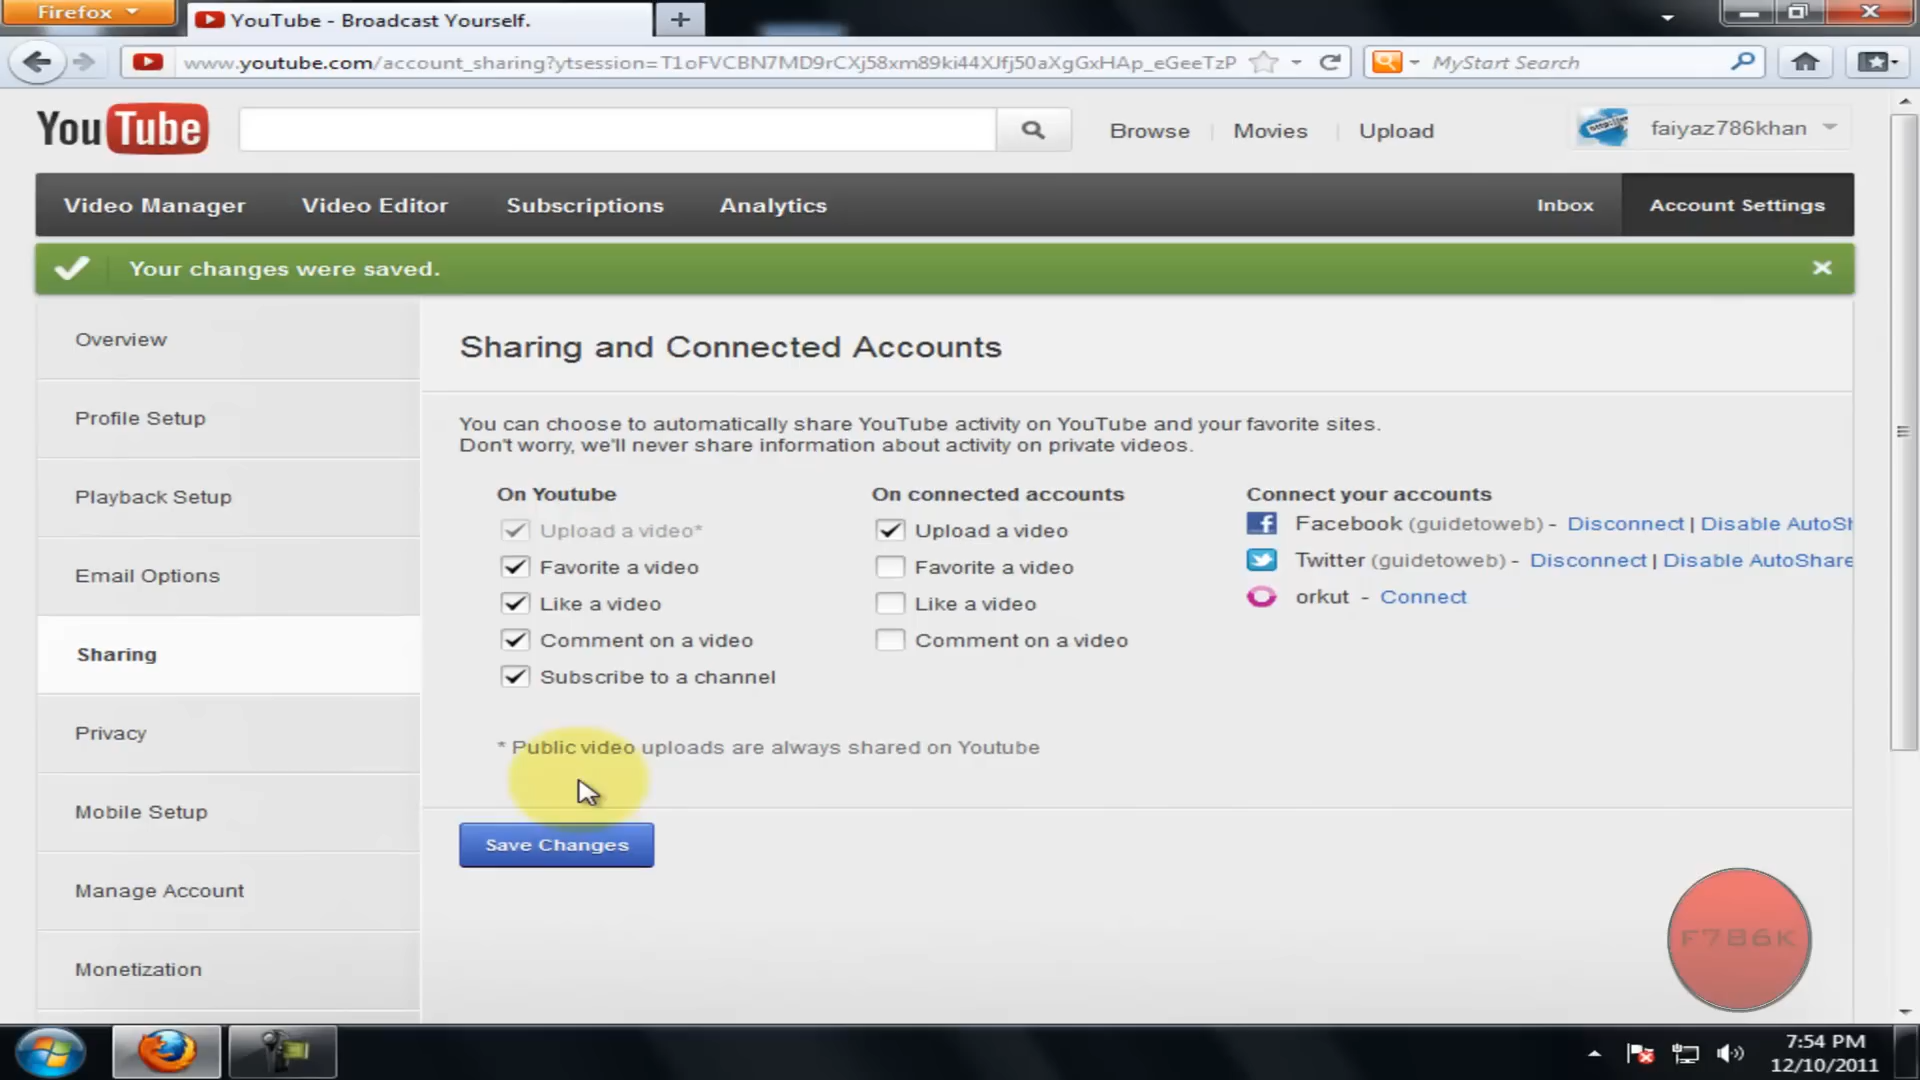 Firefox
YouTube - Broadcast Yourself.
www.youtube.com/account_sharing?ytsession=T1oFVCBN7MD9rCXj58xm89ki44XJfj50aXgGxHAp_eGeeTzP
MyStart Search
YouTube
Browse
Movies
Upload
faiyaz786khan
Video Manager
Video Editor
Subscriptions
Analytics
Inbox
Account Settings
Your changes were saved.
Overview
Profile Setup
Playback Setup
Email Options
Sharing
Privacy
Mobile Setup
Manage Account
Monetization
Sharing and Connected Accounts
You can choose to automatically share YouTube activity on YouTube and your favorite sites.
Don't worry, we'll never share information about activity on private videos.
On Youtube
Upload a video*
Favorite a video
Like a video
Comment on a video
Subscribe to a channel
On connected accounts
Upload a video
Favorite a video
Like a video
Comment on a video
Connect your accounts
Facebook (guidetoweb) - Disconnect | Disable AutoSh
Twitter (guidetoweb) - Disconnect | Disable AutoShare
orkut - Connect
* Public video uploads are always shared on Youtube
Save Changes
F786K
7:54 PM
12/10/2011